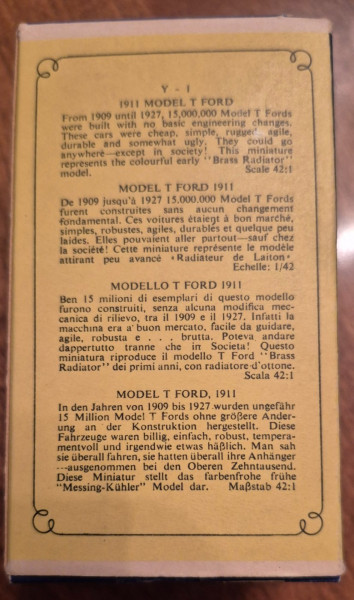 Y - 1
1911 MODEL T FORD
From 1909 until 1927, 15,000,000 Model T Fords
were built with no basic engineering changes.
These cars were cheap, simple, rugged, agile,
durable and somewhat ugly. They could go
anywhere—except in society! This miniature
represents the colourful early "Brass Radiator"
model. Scale 42:1
MODEL T FORD 1911
De 1909 jusqu'à 1927 15.000.000 Model T Fords
furent construites sans aucun changement
fondamental. Ces voitures étaient à bon marché,
simples, robustes, agiles, durables et quelque peu
laides. Elles pouvaient aller partout—sauf chez
la société! Cette miniature représente le modèle
attirant peu avancé «Radiateur de Laiton»
Echelle: 1/42
MODELLO T FORD 1911
Ben 15 milioni di esemplari di questo modello
furono construiti, senza alcuna modifica mec-
canica di rilievo, tra il 1909 e il 1927. Infatti la
macchina era a buon mercato, facile da guidare,
agile, robusta e . . . brutta. Poteva andare
dappertutto tranne che in Societa! Questo
miniatura riproduce il modello T Ford "Brass
Radiator" dei primi anni, con radiatore d'ottone.
Scala 42:1
MODEL T FORD, 1911
In den Jahren von 1909 bis 1927 wurden ungefähr
15 Million Model T Fords ohne größere Ander-
ung an der Konstruktion hergestellt. Diese
Fahrzeuge waren billig, einfach, robust, tempera-
mentvoll und irgendwie etwas häßlich. Man sah
sie überall fahren, sie hatten überall ihre Anhänger
---ausgenommen bei den Oberen Zehntausend.
Diese Miniatur stellt das farbenfrohe frühe
"Messing-Kühler" Model dar. Maßstab 42:1